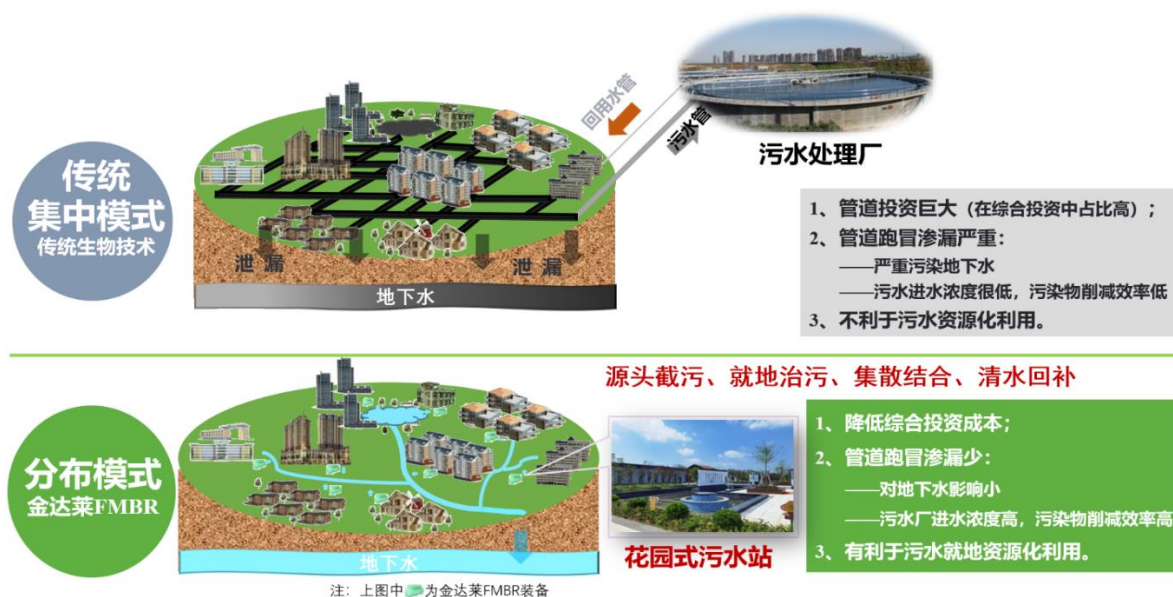 回用水管
污水管
污水处理厂
传统
集中模式
传统生物技术
泄 漏
泄 漏
地下水
1、管道投资巨大（在综合投资中占比高）；
2、管道跑冒渗漏严重：
——严重污染地下水
——污水进水浓度很低，污染物削减效率低
3、不利于污水资源化利用。
源头截污、就地治污、集散结合、清水回补
分布模式
金达莱FMBR
地下水
花园式污水站
1、降低综合投资成本；
2、管道跑冒渗漏少：
——对地下水影响小
——污水厂进水浓度高，污染物削减效率高
3、有利于污水就地资源化利用。
注：上图中 为金达莱FMBR装备